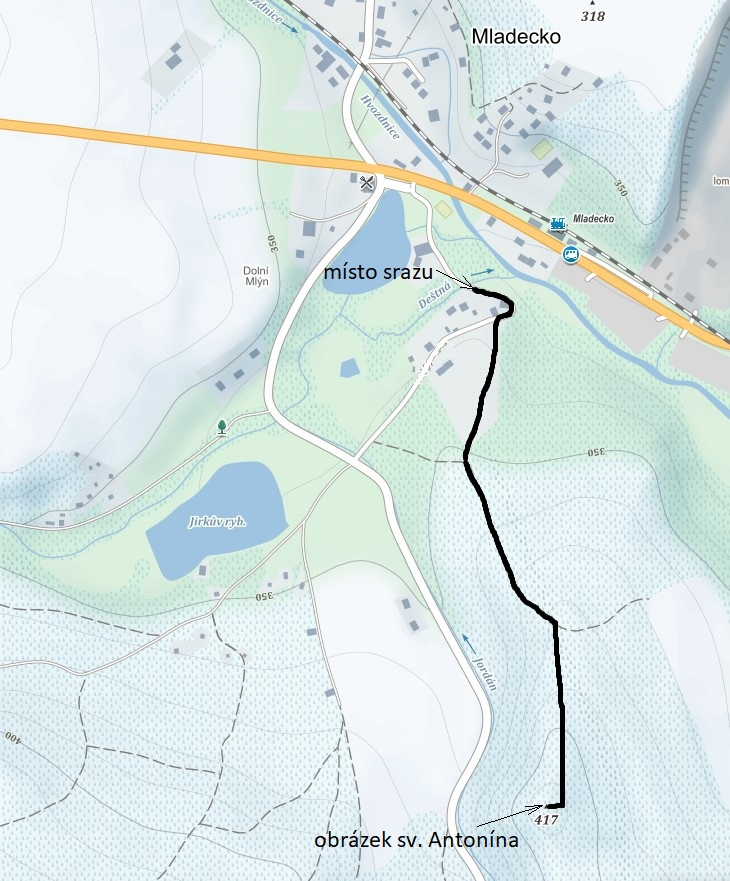 Hvozdnice
Mladecko
318
Hvozdnice
350
lom
350
Mladecko
Dolní
Mlýn
místo srazu
Deštná
350
Jirkův ryb.
350
Jordán
400
417
obrázek sv. Antonína